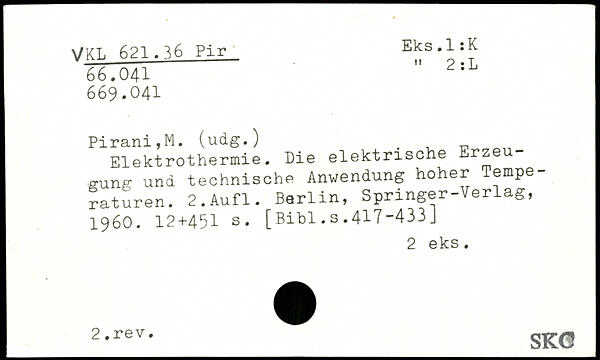 VKL 621.36 Pir
Eks.1:K
66.041
" 2:L
669.041
Pirani,M. (udg.)
Elektrothermie. Die elektrische Erzeu-
gung und technische Anwendung hoher Tempe-
raturen. 2.Aufl. Berlin, Springer-Verlag,
1960. 12+451 s. [Bibl.s.417-433]
2 eks.
2.rev.
SKC